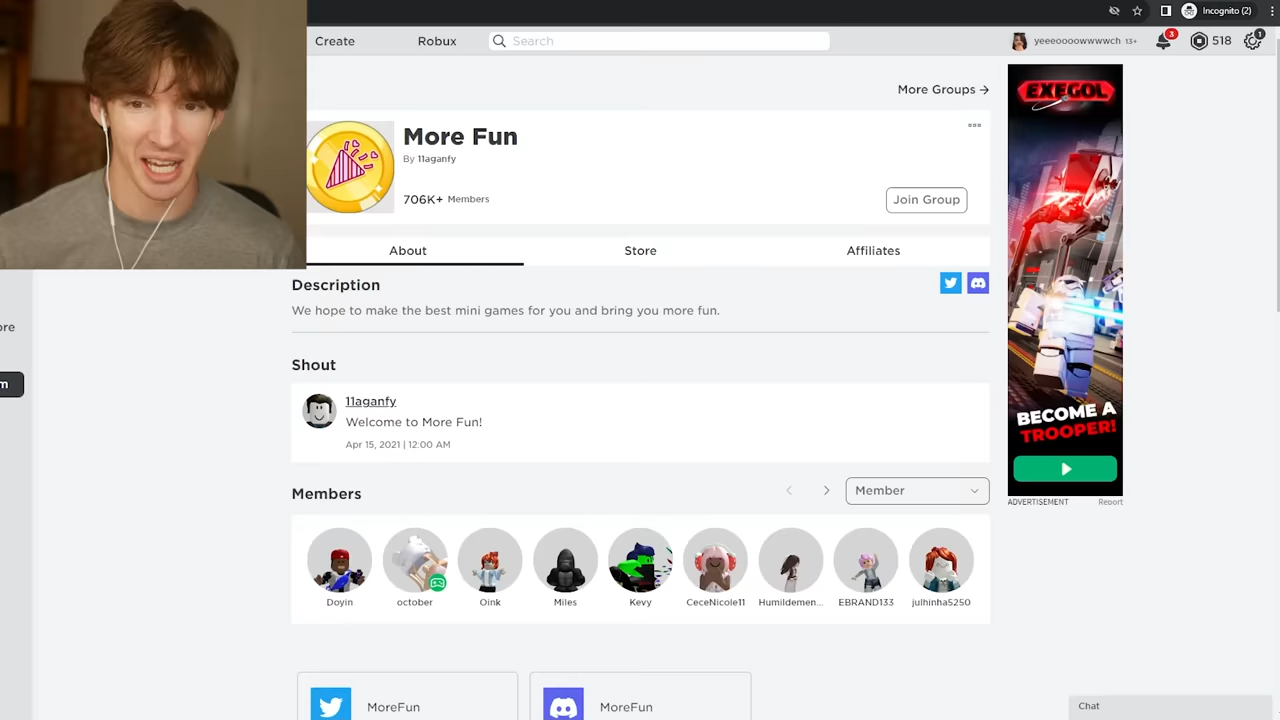 Incognito (2)
Create
Robux
Search
yeeeoooowwwwch 13+
3
518
1
More Groups →
More Fun
By 11aganfy
706K+ Members
Join Group
About
Store
Affiliates
Description
We hope to make the best mini games for you and bring you more fun.
ore
m
Shout
11aganfy
Welcome to More Fun!
Apr 15, 2021 | 12:00 AM
Members
Member
Doyin
october
Oink
Miles
Kevy
CeceNicole11
Humildemen...
EBRAND133
julhinha5250
MoreFun
MoreFun
EXEGOL
BECOME A
TROOPER!
ADVERTISEMENT
Report
Chat